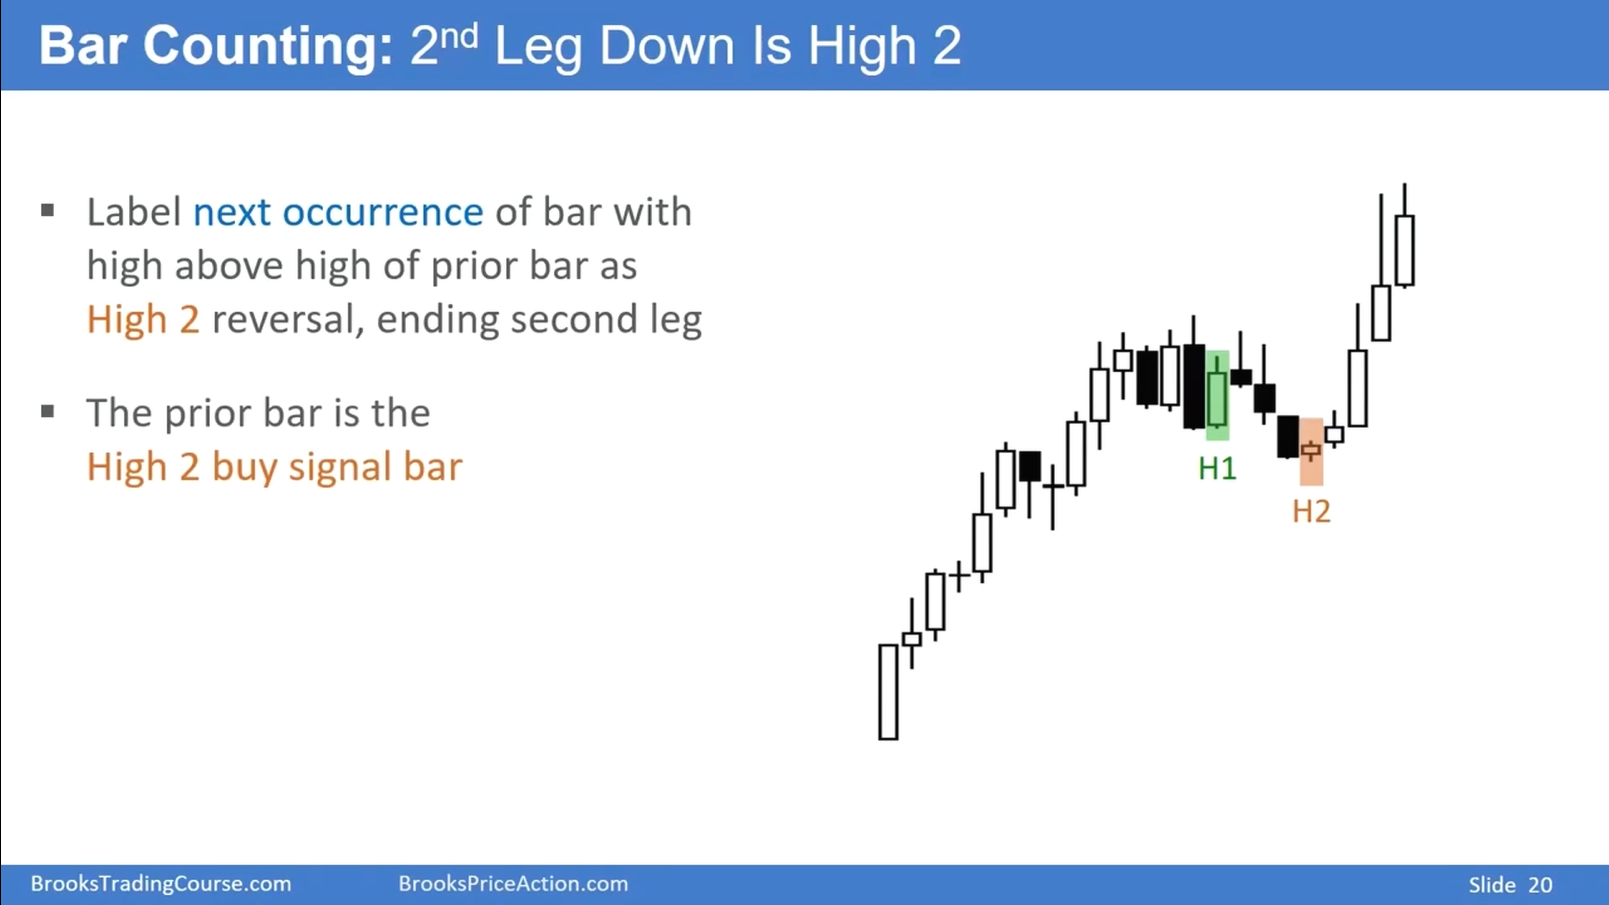 Bar Counting: 2nd Leg Down Is High 2
Label next occurrence of bar with
high above high of prior bar as
High 2 reversal, ending second leg
The prior bar is the
High 2 buy signal bar
H1
H2
BrooksTradingCourse.com
BrooksPriceAction.com
Slide 20